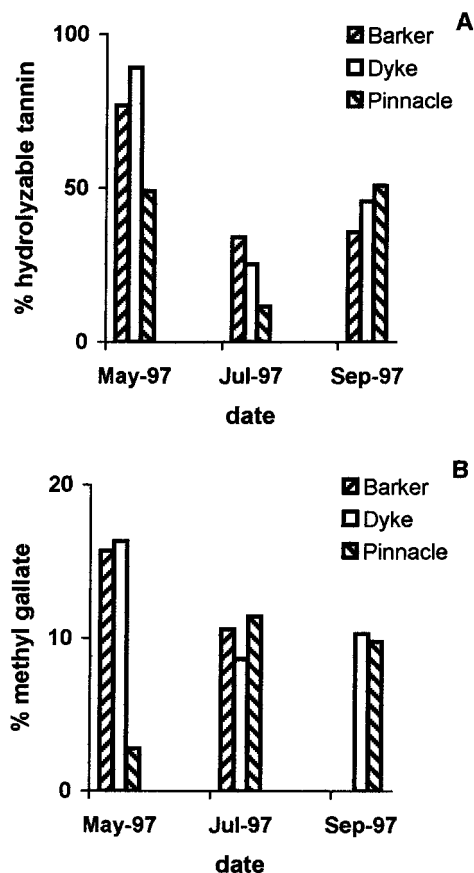 A
100
50
0
% hydrolyzable tannin
Barker
Dyke
Pinnacle
May-97 Jul-97 Sep-97
date
B
20
10
0
% methyl gallate
Barker
Dyke
Pinnacle
May-97 Jul-97 Sep-97
date